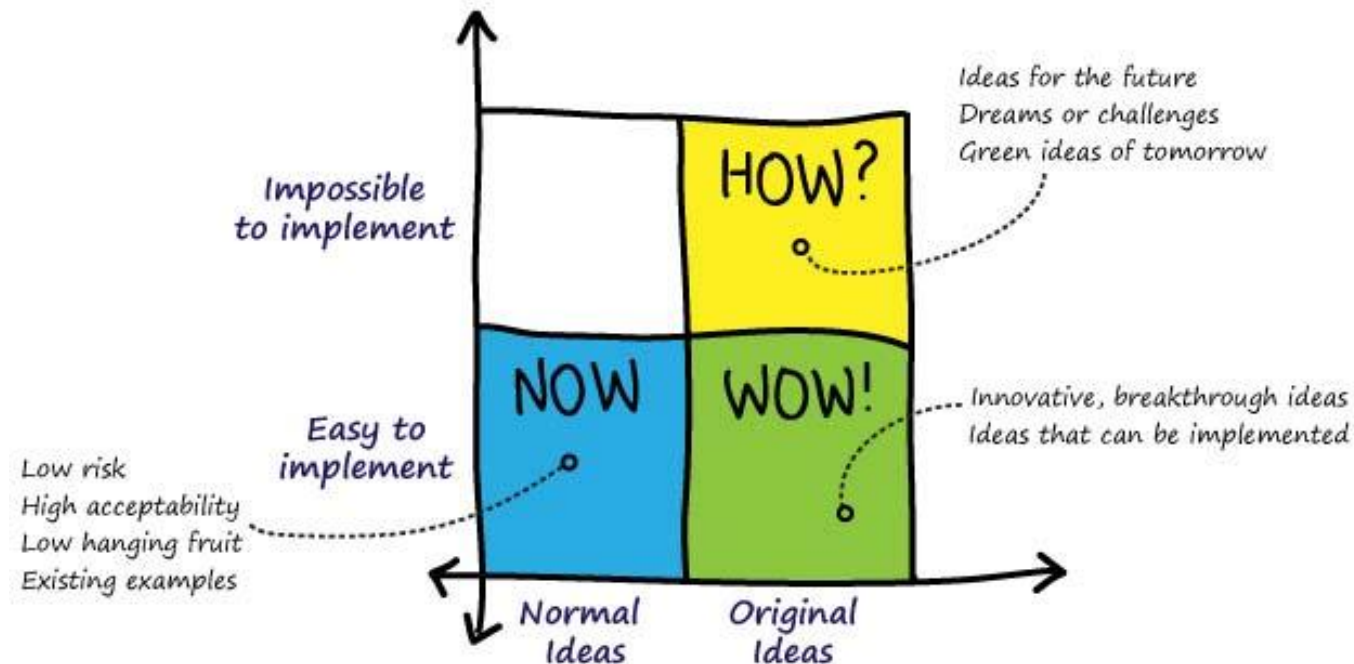 Ideas for the future
Dreams or challenges
Green ideas of tomorrow
Impossible
to implement
HOW?
NOW
WOW!
Innovative, breakthrough ideas
Ideas that can be implemented
Easy to
implement
Low risk
High acceptability
Low hanging fruit
Existing examples
Normal
Ideas
Original
Ideas